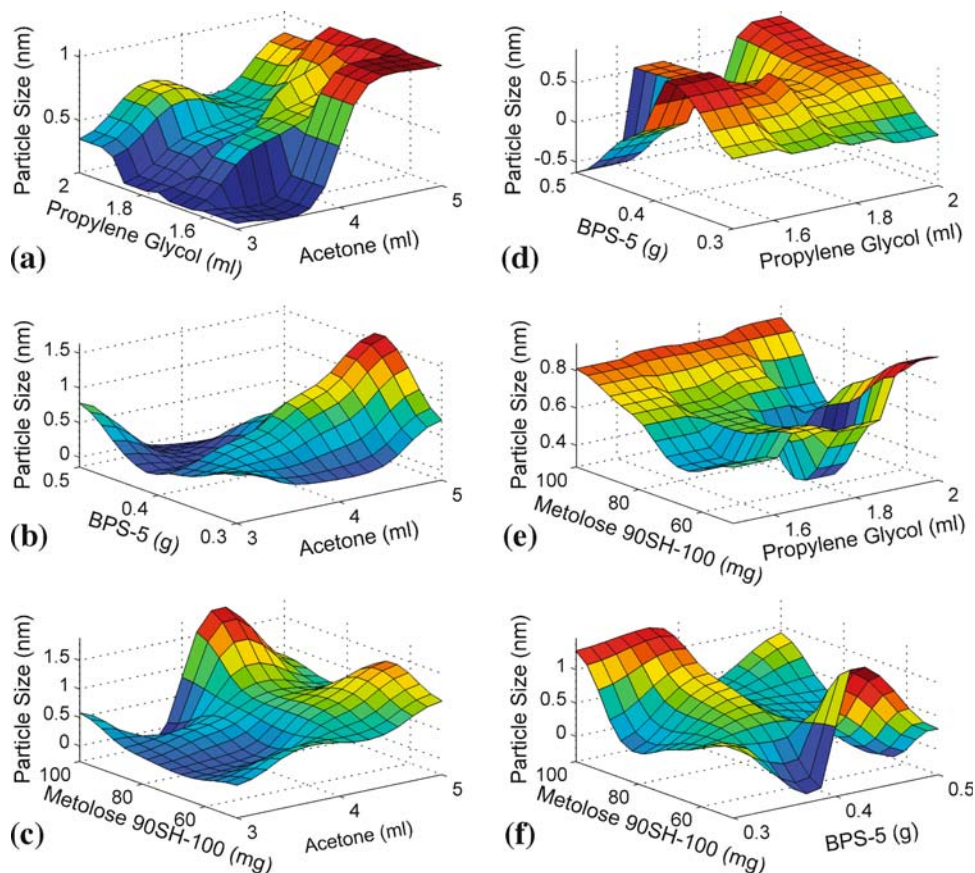 Particle Size (nm)
1
0.5
2
1.8
1.6
3
4
5
Propylene Glycol (ml)
Acetone (ml)
(a)
Particle Size (nm)
0.5
0
-0.5
0.5
0.4
0.3
1.6
1.8
2
BPS-5 (g)
Propylene Glycol (ml)
(d)
Particle Size (nm)
1.5
1
0.5
0
0.5
0.4
0.3
3
4
5
BPS-5 (g)
Acetone (ml)
(b)
Particle Size (nm)
0.8
0.6
0.4
100
80
60
1.6
1.8
2
Metolose 90SH-100 (mg)
Propylene Glycol (ml)
(e)
Particle Size (nm)
1.5
1
0.5
0
100
80
60
3
4
5
Metolose 90SH-100 (mg)
Acetone (ml)
(c)
Particle Size (nm)
1
0.5
0
100
80
60
0.3
0.4
0.5
Metolose 90SH-100 (mg)
BPS-5 (g)
(f)